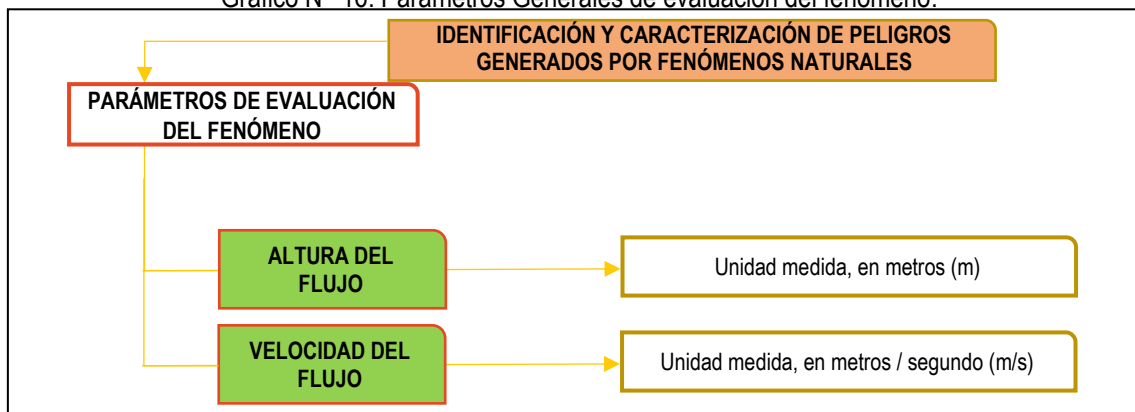 Gráfico N° 10. Parámetros Generales de evaluación del fenómeno.
IDENTIFICACIÓN Y CARACTERIZACIÓN DE PELIGROS
GENERADOS POR FENÓMENOS NATURALES
PARÁMETROS DE EVALUACIÓN
DEL FENÓMENO
ALTURA DEL
FLUJO
Unidad medida, en metros (m)
VELOCIDAD DEL
FLUJO
Unidad medida, en metros / segundo (m/s)